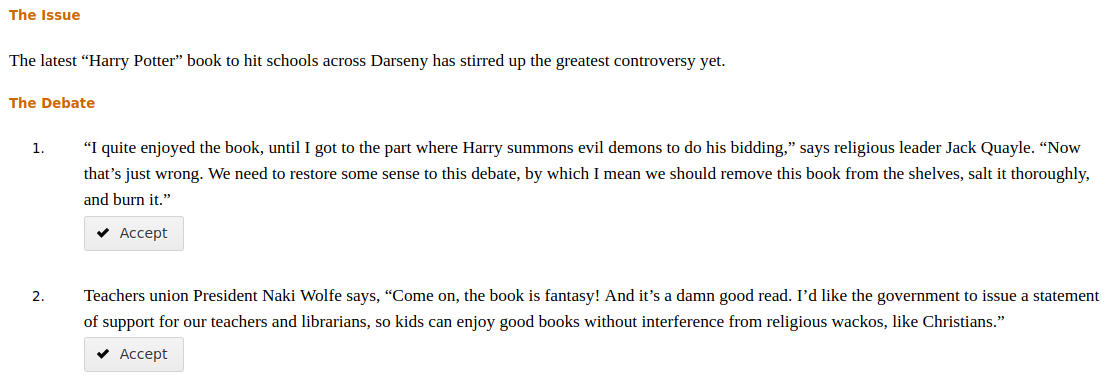 The Issue
The latest “Harry Potter” book to hit schools across Darseny has stirred up the greatest controversy yet.
The Debate
1. “I quite enjoyed the book, until I got to the part where Harry summons evil demons to do his bidding,” says religious leader Jack Quayle. “Now
that’s just wrong. We need to restore some sense to this debate, by which I mean we should remove this book from the shelves, salt it thoroughly,
and burn it.”
Accept
2. Teachers union President Naki Wolfe says, “Come on, the book is fantasy! And it’s a damn good read. I’d like the government to issue a statement
of support for our teachers and librarians, so kids can enjoy good books without interference from religious wackos, like Christians.”
Accept